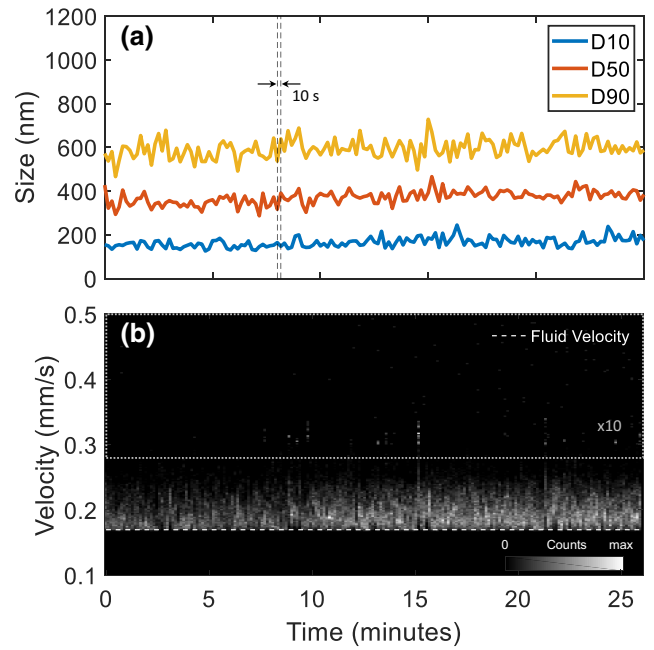 1200
(a)
D10
1000
D50
800
10 s
D90
Size (nm)
600
400
200
0
0.5
(b)
Fluid Velocity
0.4
x10
Velocity (mm/s)
0.3
0.2
0 Counts max
0.1
0 5 10 15 20 25
Time (minutes)